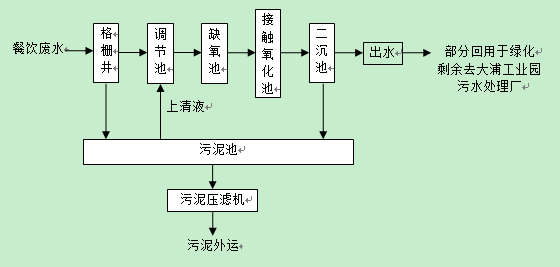 餐饮废水
格栅井
调节池
缺氧池
接触氧化池
二沉池
出水
部分回用于绿化
剩余去大浦工业园
污水处理厂
上清液
污泥池
污泥压滤机
污泥外运